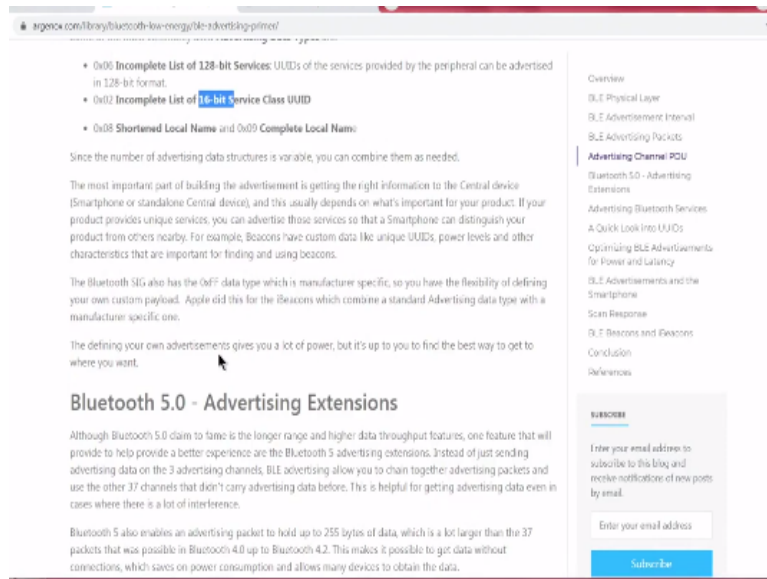 argenox.com/library/bluetooth-low-energy/ble-advertising-primer/
• 0x06 Incomplete List of 128-bit Services: UUIDs of the services provided by the peripheral can be advertised
in 128-bit format.
• 0x02 Incomplete List of 16-bit Service Class UUID
• 0x08 Shortened Local Name and 0x09 Complete Local Name
Since the number of advertising data structures is variable, you can combine them as needed.
The most important part of building the advertisement is getting the right information to the Central device
(Smartphone or standalone Central device), and this usually depends on what's important for your product. If your
product provides unique services, you can advertise those services so that a Smartphone can distinguish your
product from others nearby. For example, Beacons have custom data like unique UUIDs, power levels and other
characteristics that are important for finding and using beacons.
The Bluetooth SIG also has the 0xFF data type which is manufacturer specific, so you have the flexibility of defining
your own custom payload. Apple did this for the iBeacons which combine a standard Advertising data type with a
manufacturer specific one.
The defining your own advertisements gives you a lot of power, but it's up to you to find the best way to get to
where you want.
Bluetooth 5.0 - Advertising Extensions
Although Bluetooth 5.0 claim to fame is the longer range and higher data throughput features, one feature that will
provide to help provide a better experience are the Bluetooth 5 advertising extensions. Instead of just sending
advertising data on the 3 advertising channels, BLE advertising allow you to chain together advertising packets and
use the other 37 channels that didn't carry advertising data before. This is helpful for getting advertising data even in
cases where there is a lot of interference.
Bluetooth 5 also enables an advertising packet to hold up to 255 bytes of data, which is a lot larger than the 37
packets that was possible in Bluetooth 4.0 up to Bluetooth 4.2. This makes it possible to get data without
connections, which saves on power consumption and allows many devices to obtain the data.
Overview
BLE Physical Layer
BLE Advertisement Interval
BLE Advertising Packets
Advertising Channel PDU
Bluetooth 5.0 - Advertising
Extensions
Advertising Bluetooth Services
A Quick Look into UUIDs
Optimizing BLE Advertisements
for Power and Latency
BLE Advertisements and the
Smartphone
Scan Response
BLE Beacons and iBeacons
Conclusion
References
SUBSCRIBE
Enter your email address to
subscribe to this blog and
receive notifications of new posts
by email.
Enter your email address
Subscribe